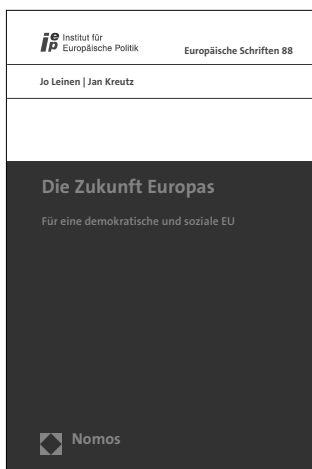 iep Institut für
Europäische Politik
Europäische Schriften 88
Jo Leinen | Jan Kreutz
Die Zukunft Europas
Für eine demokratische und soziale EU
Nomos